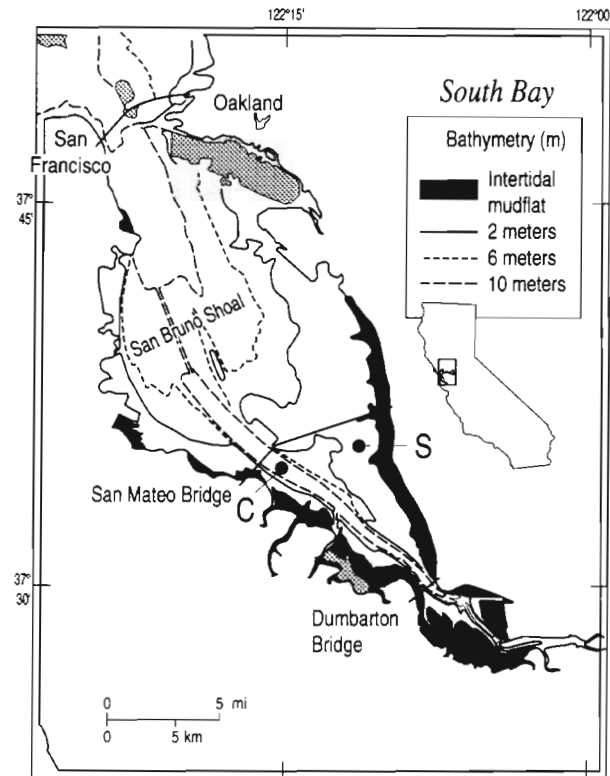 122°15'
122°00'
South Bay
Oakland
San
Francisco
Bathymetry (m)
Intertidal
mudflat
2 meters
6 meters
10 meters
37°
45'
San Bruno Shoal
S
San Mateo Bridge
C
37°
30'
Dumbarton
Bridge
0 5 mi
0 5 km